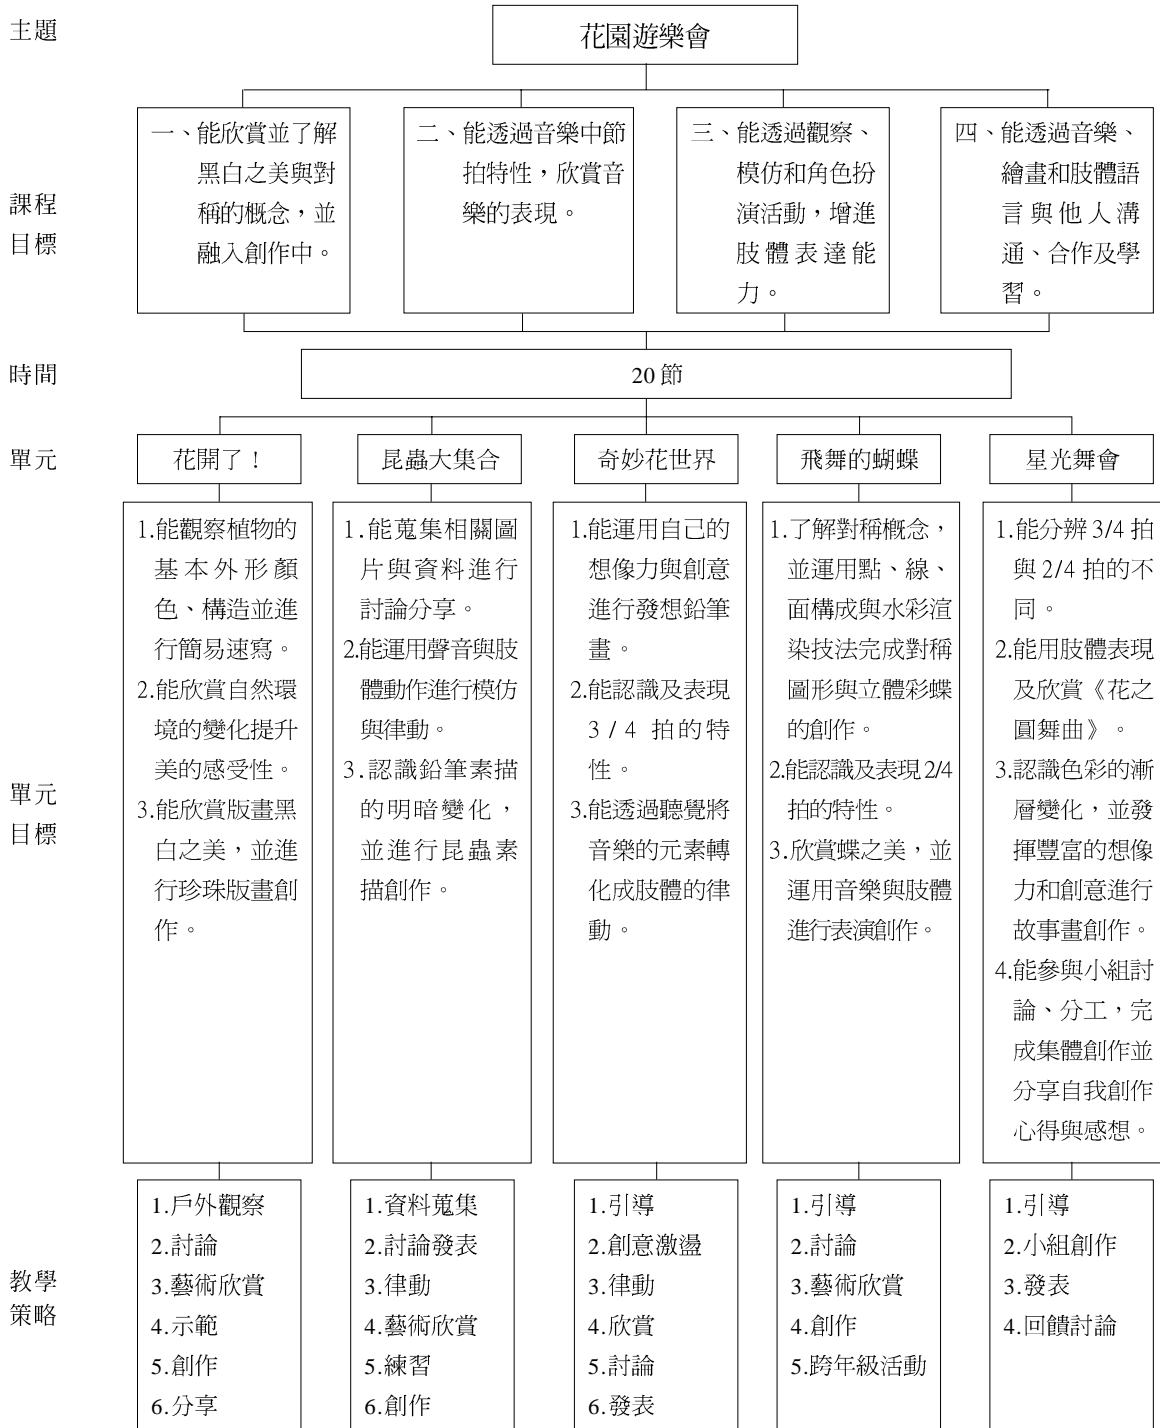 主題
花園遊樂會
課程
目標
一、能欣賞並了解
黑白之美與對
稱的概念，並
融入創作中。
二、能透過音樂中節
拍特性，欣賞音
樂的表現。
三、能透過觀察、
模仿和角色扮
演活動，增進
肢體表達能
力。
四、能透過音樂、
繪畫和肢體語
言與他人溝
通、合作及學
習。
時間
20節
單元
花開了！
昆蟲大集合
奇妙花世界
飛舞的蝴蝶
星光舞會
單元
目標
1.能觀察植物的
基本外形顏
色、構造並進
行簡易速寫。
2.能欣賞自然環
境的變化提升
美的感受性。
3.能欣賞版畫黑
白之美，並進
行珍珠版畫創
作。
1.能蒐集相關圖
片與資料進行
討論分享。
2.能運用聲音與肢
體動作進行模仿
與律動。
3.認識鉛筆素描
的明暗變化，
並進行昆蟲素
描創作。
1.能運用自己的
想像力與創意
進行發想鉛筆
畫。
2.能認識及表現
3/4 拍的特
性。
3.能透過聽覺將
音樂的元素轉
化成肢體的律
動。
1.了解對稱概念，
並運用點、線、
面構成與水彩渲
染技法完成對稱
圖形與立體彩蝶
的創作。
2.能認識及表現2/4
拍的特性。
3.欣賞蝶之美，並
運用音樂與肢體
進行表演創作。
1.能分辨3/4 拍
與2/4 拍的不
同。
2.能用肢體表現
及欣賞《花之
圓舞曲》。
3.認識色彩的漸
層變化，並發
揮豐富的想像
力和創意進行
故事畫創作。
4.能參與小組討
論、分工，完
成集體創作並
分享自我創作
心得與感想。
教學
策略
1.戶外觀察
2.討論
3.藝術欣賞
4.示範
5.創作
6.分享
1.資料蒐集
2.討論發表
3.律動
4.藝術欣賞
5.練習
6.創作
1.引導
2.創意激盪
3.律動
4.欣賞
5.討論
6.發表
1.引導
2.討論
3.藝術欣賞
4.創作
5.跨年級活動
1.引導
2.小組創作
3.發表
4.回饋討論